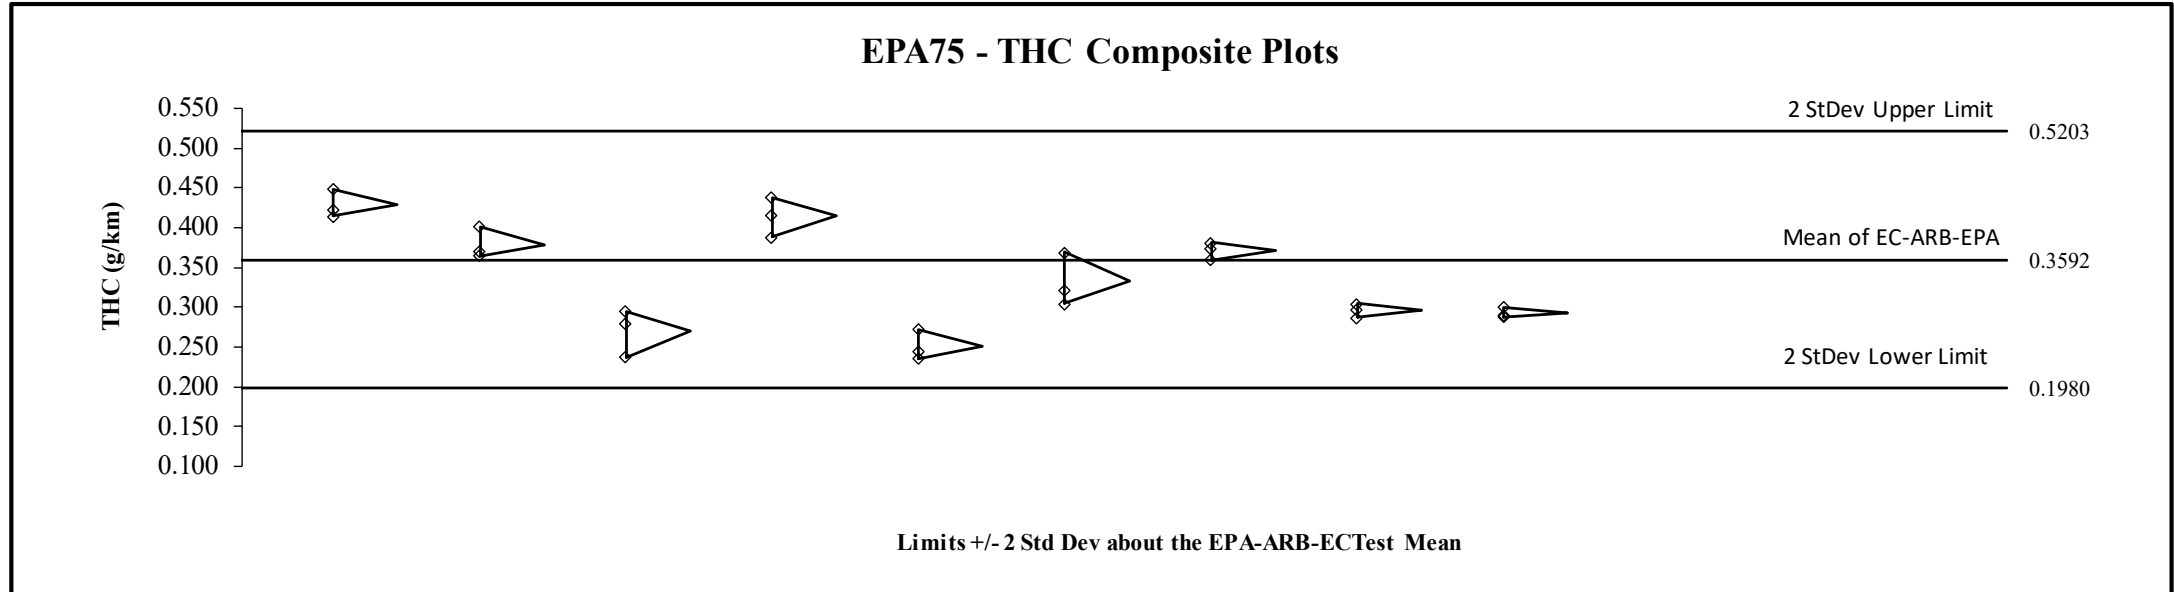 EPA75 - THC Composite Plots
0.550
2 StDev Upper Limit
0.5203
0.500
0.450
0.400
THC (g/km)
Mean of EC-ARB-EPA
0.350
0.3592
0.300
0.250
2 StDev Lower Limit
0.200
0.1980
0.150
0.100
Limits +/- 2 Std Dev about the EPA-ARB-ECTest Mean